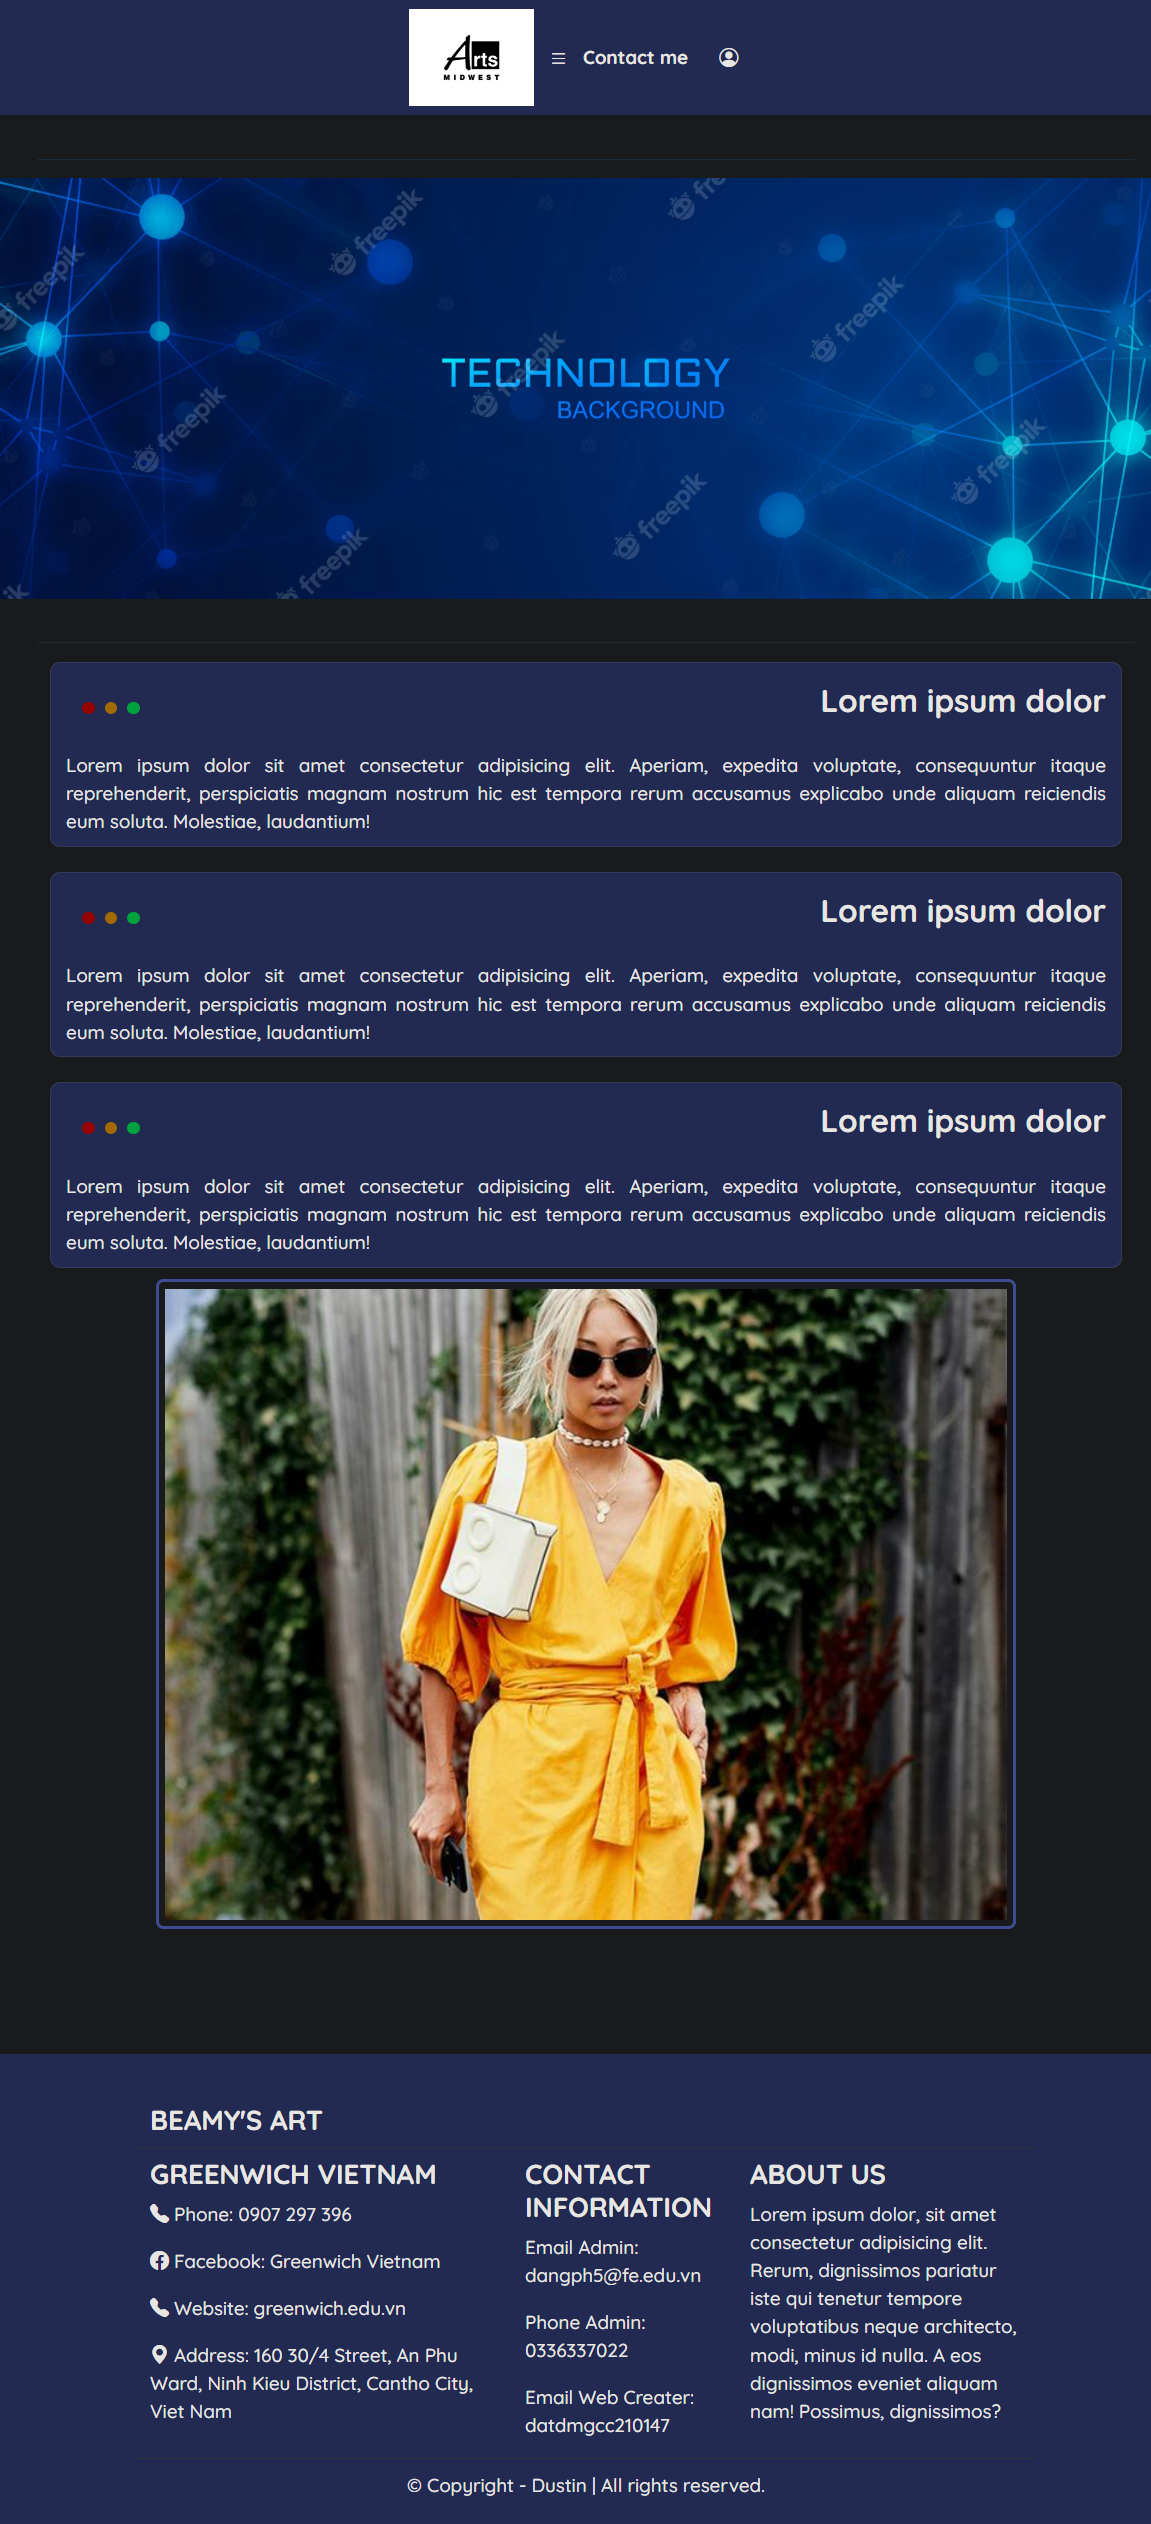 Arts
MIDWEST
Contact me
freepik
freepik
freepik
freepik
TECHNOLOGY
BACKGROUND
freepik
freepik
freepik
freepik
Lorem ipsum dolor
Lorem ipsum dolor sit amet consectetur adipisicing elit. Aperiam, expedita voluptate, consequuntur itaque
reprehenderit, perspiciatis magnam nostrum hic est tempora rerum accusamus explicabo unde aliquam reiciendis
eum soluta. Molestiae, laudantium!
Lorem ipsum dolor
Lorem ipsum dolor sit amet consectetur adipisicing elit. Aperiam, expedita voluptate, consequuntur itaque
reprehenderit, perspiciatis magnam nostrum hic est tempora rerum accusamus explicabo unde aliquam reiciendis
eum soluta. Molestiae, laudantium!
Lorem ipsum dolor
Lorem ipsum dolor sit amet consectetur adipisicing elit. Aperiam, expedita voluptate, consequuntur itaque
reprehenderit, perspiciatis magnam nostrum hic est tempora rerum accusamus explicabo unde aliquam reiciendis
eum soluta. Molestiae, laudantium!
BEAMY'S ART
GREENWICH VIETNAM
Phone: 0907 297 396
Facebook: Greenwich Vietnam
Website: greenwich.edu.vn
Address: 160 30/4 Street, An Phu
Ward, Ninh Kieu District, Cantho City,
Viet Nam
CONTACT
INFORMATION
Email Admin:
dangph5@fe.edu.vn
Phone Admin:
0336337022
Email Web Creater:
datdmgcc210147
ABOUT US
Lorem ipsum dolor, sit amet
consectetur adipisicing elit.
Rerum, dignissimos pariatur
iste qui tenetur tempore
voluptatibus neque architecto,
modi, minus id nulla. A eos
dignissimos eveniet aliquam
nam! Possimus, dignissimos?
© Copyright - Dustin | All rights reserved.